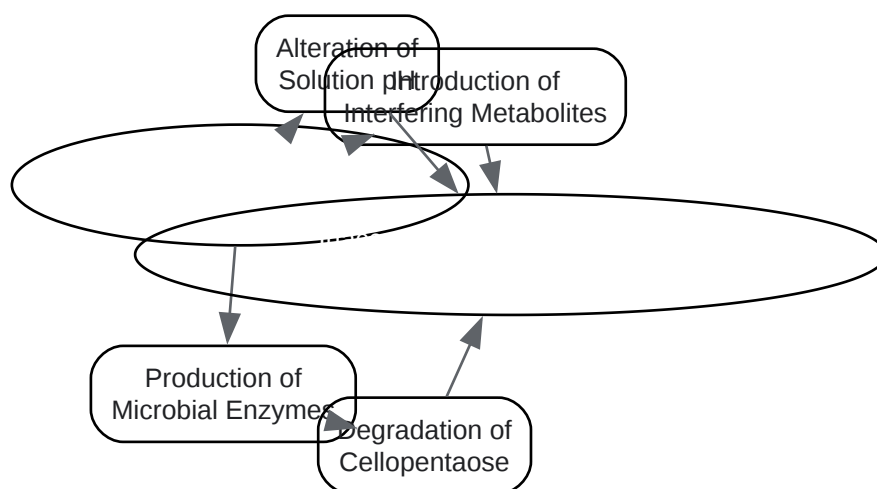 Alteration of
Solution pH
Introduction of
Interfering Metabolites
Production of
Microbial Enzymes
Degradation of
Cellopentaose